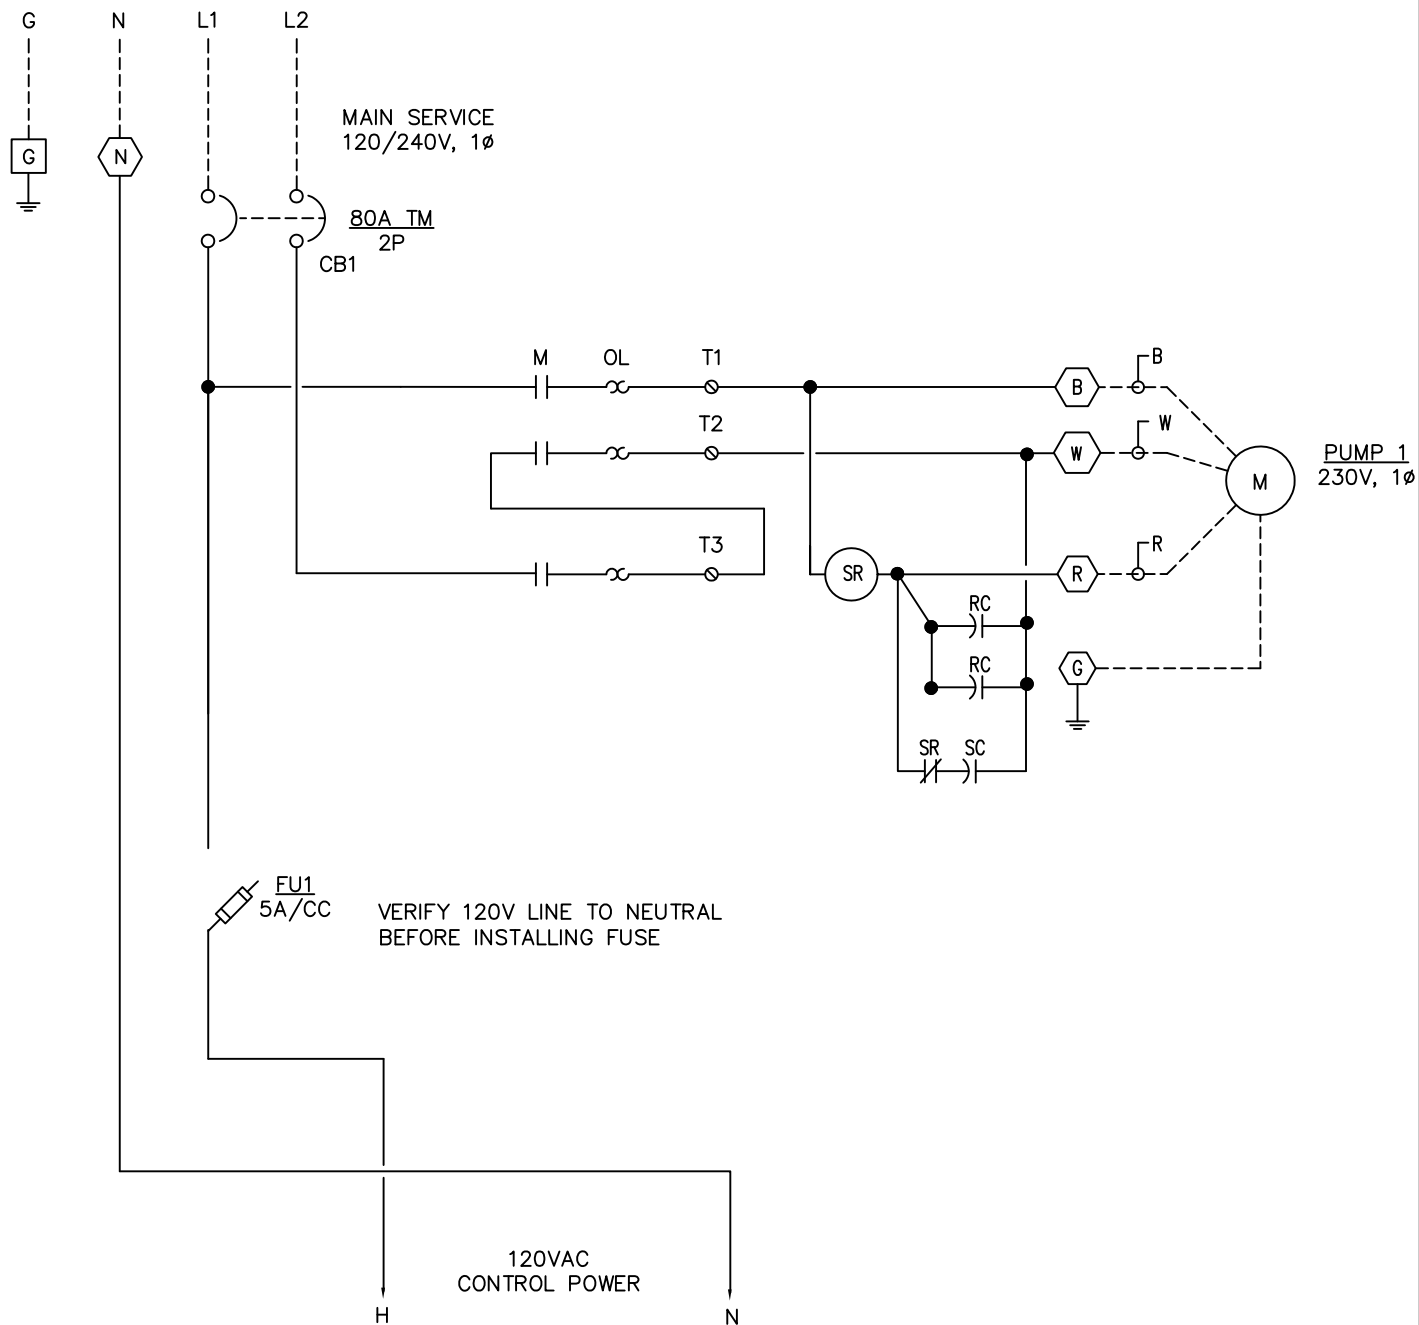 G N L1 L2
MAIN SERVICE
120/240V, 1ø
G
N
80A TM
2P
CB1
M OL T1
B
B
T2
W
W
PUMP 1
230V, 1ø
M
T3
R
SR
R
RC
RC
G
SR SC
FU1
5A/CC
VERIFY 120V LINE TO NEUTRAL
BEFORE INSTALLING FUSE
120VAC
CONTROL POWER
H
N